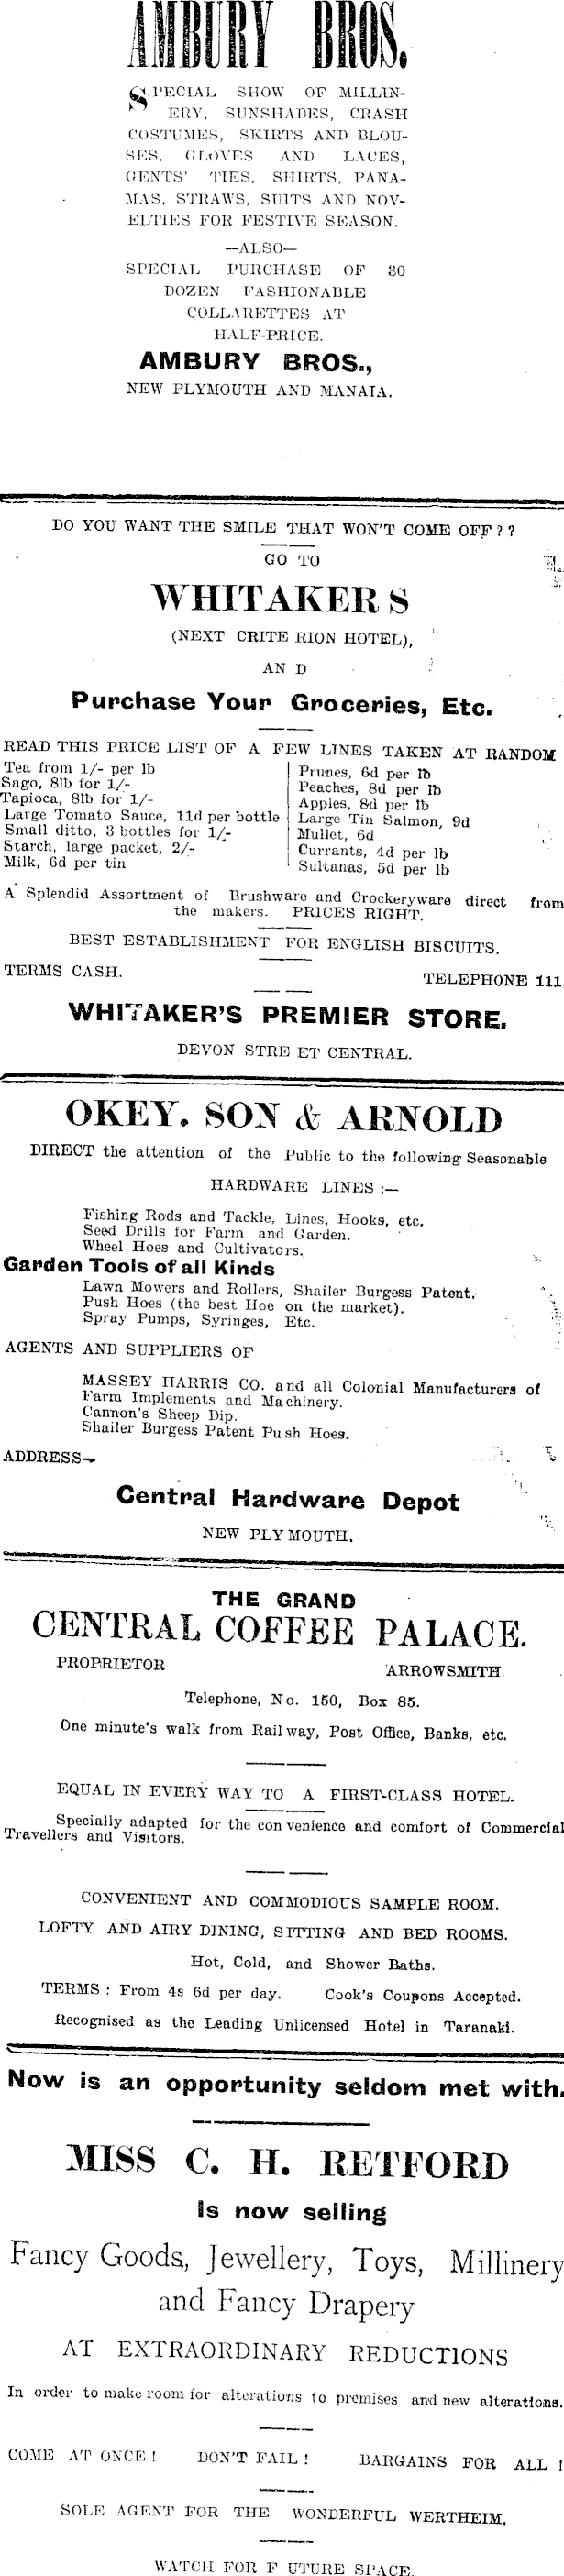 AMBURY BROS.
SPECIAL SHOW OF MILLIN-
ERY, SUNSHADES, CRASH
COSTUMES, SKIRTS AND BLOU-
SES, GLOVES AND LACES,
GENTS' TIES, SHIRTS, PANA-
MAS, STRAWS, SUITS AND NOV-
ELTIES FOR FESTIVE SEASON.
—ALSO—
SPECIAL PURCHASE OF 30
DOZEN FASHIONABLE
COLLARETTES AT
HALF-PRICE.
AMBURY BROS.,
NEW PLYMOUTH AND MANAIA.
DO YOU WANT THE SMILE THAT WON'T COME OFF??
GO TO
WHITAKER S
(NEXT CRITE RION HOTEL),
AN D
Purchase Your Groceries, Etc.
READ THIS PRICE LIST OF A FEW LINES TAKEN AT RANDOM
Tea from 1/- per lb
Sago, 8lb for 1/-
Tapioca, 8lb for 1/-
Large Tomato Sauce, 11d per bottle
Small ditto, 3 bottles for 1/-
Starch, large packet, 2/-
Milk, 6d per tin
Prunes, 6d per lb
Peaches, 8d per lb
Apples, 8d per lb
Large Tin Salmon, 9d
Mullet, 6d
Currants, 4d per lb
Sultanas, 5d per lb
A Splendid Assortment of Brushware and Crockeryware direct from
the makers. PRICES RIGHT.
BEST ESTABLISHMENT FOR ENGLISH BISCUITS.
TERMS CASH. TELEPHONE 111.
WHITAKER'S PREMIER STORE.
DEVON STRE ET CENTRAL.
OKEY. SON & ARNOLD
DIRECT the attention of the Public to the following Seasonable
HARDWARE LINES :—
Fishing Rods and Tackle, Lines, Hooks, etc.
Seed Drills for Farm and Garden.
Wheel Hoes and Cultivators.
Garden Tools of all Kinds
Lawn Mowers and Rollers, Shailer Burgess Patent.
Push Hoes (the best Hoe on the market).
Spray Pumps, Syringes, Etc.
AGENTS AND SUPPLIERS OF
MASSEY HARRIS CO. and all Colonial Manufacturers of
Farm Implements and Machinery.
Cannon's Sheep Dip.
Shailer Burgess Patent Pu sh Hoes.
ADDRESS—
Central Hardware Depot
NEW PLY MOUTH.
THE GRAND
CENTRAL COFFEE PALACE.
PROPRIETOR ARROWSMITH.
Telephone, No. 150, Box 85.
One minute's walk from Rail way, Post Office, Banks, etc.
EQUAL IN EVERY WAY TO A FIRST-CLASS HOTEL.
Specially adapted for the con venience and comfort of Commercial
Travellers and Visitors.
CONVENIENT AND COMMODIOUS SAMPLE ROOM.
LOFTY AND AIRY DINING, SITTING AND BED ROOMS.
Hot, Cold, and Shower Baths.
TERMS : From 4s 6d per day. Cook's Coupons Accepted.
Recognised as the Leading Unlicensed Hotel in Taranaki.
Now is an opportunity seldom met with.
MISS C. H. RETFORD
Is now selling
Fancy Goods, Jewellery, Toys, Millinery
and Fancy Drapery
AT EXTRAORDINARY REDUCTIONS
In order to make room for alterations to premises and new alterations.
COME AT ONCE ! DON'T FAIL ! BARGAINS FOR ALL !
SOLE AGENT FOR THE WONDERFUL WERTHEIM.
WATCH FOR F UTURE SPACE.